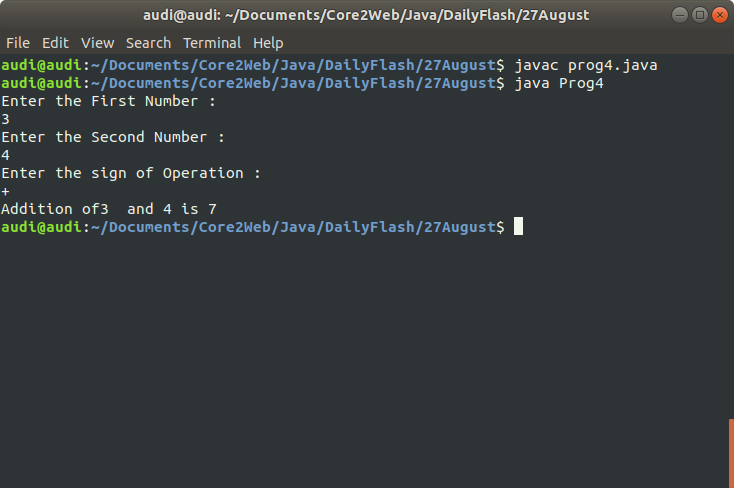 audi@audi: ~/Documents/Core2Web/Java/DailyFlash/27August
File Edit View Search Terminal Help
audi@audi:~/Documents/Core2Web/Java/DailyFlash/27August$ javac prog4.java
audi@audi:~/Documents/Core2Web/Java/DailyFlash/27August$ java Prog4
Enter the First Number :
3
Enter the Second Number :
4
Enter the sign of Operation :
+
Addition of3  and 4 is 7
audi@audi:~/Documents/Core2Web/Java/DailyFlash/27August$